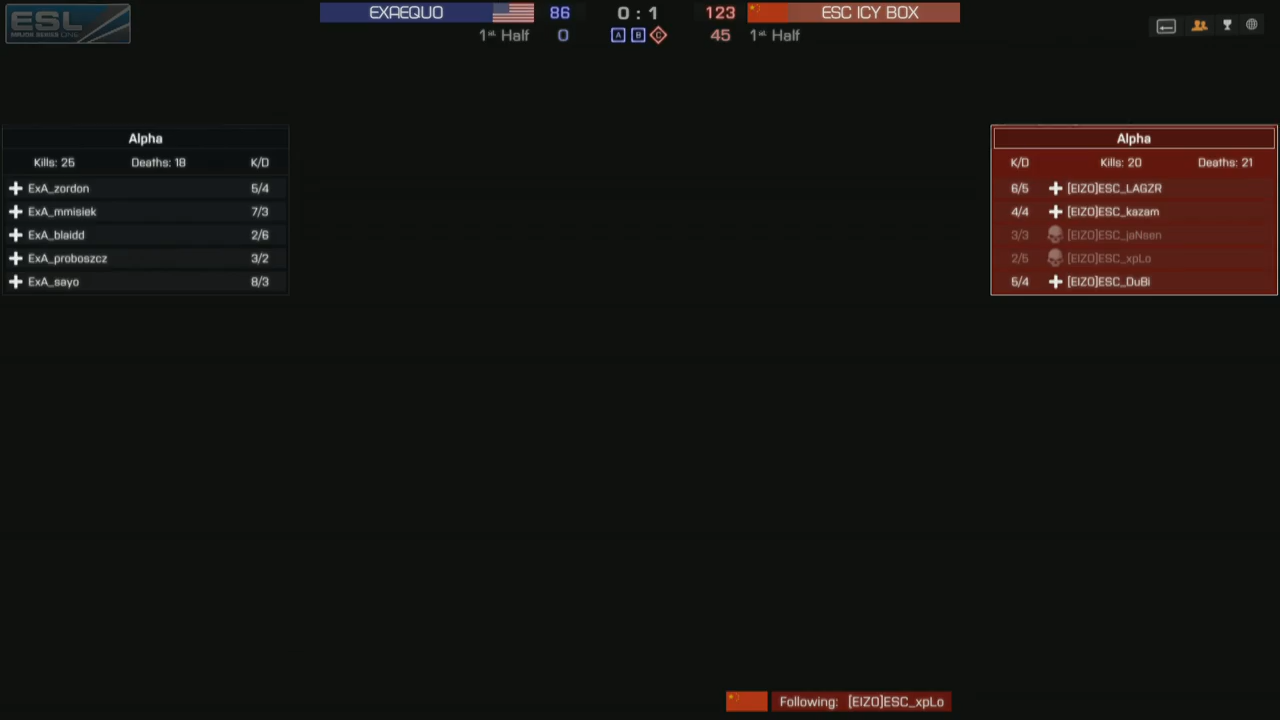 ESL
EXAEQUO 86 0 : 1 123 ESC ICY BOX
1st Half 0 A B C 45 1st Half
Alpha
Kills: 25 Deaths: 18 K/D
ExA_zordon 5/4
ExA_mmisiek 7/3
ExA_blaidd 2/6
ExA_proboszcz 3/2
ExA_sayo 8/3
Alpha
K/D Kills: 20 Deaths: 21
6/5 [EIZO]ESC_LAGZR
4/4 [EIZO]ESC_kazam
3/3 [EIZO]ESC_jaNsen
2/5 [EIZO]ESC_xpLo
5/4 [EIZO]ESC_DuBi
Following: [EIZO]ESC_xpLo